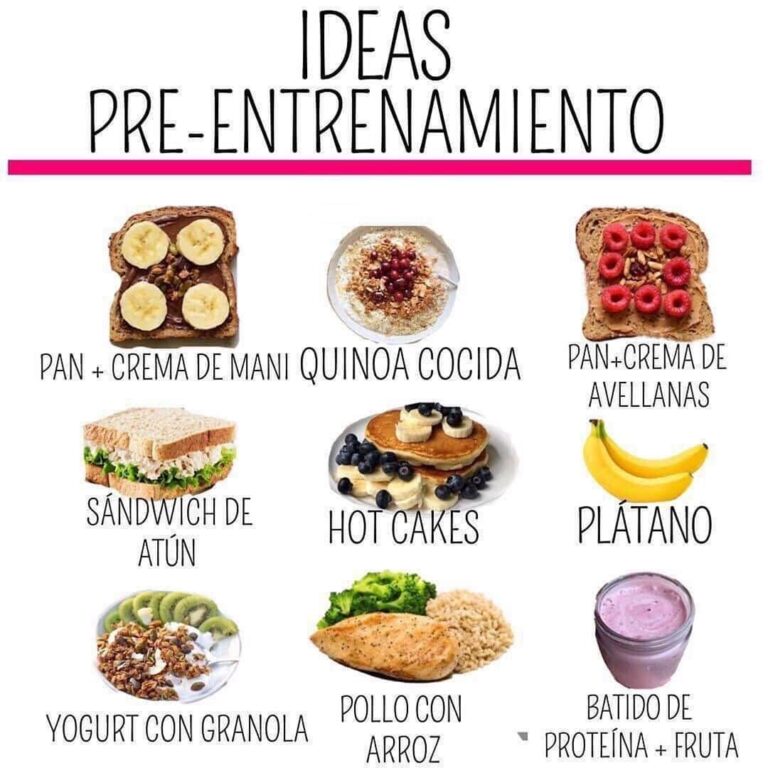 IDEAS
PRE-ENTRENAMIENTO
PAN + CREMA DE MANI
QUINOA COCIDA
PAN+CREMA DE
AVELLANAS
SÁNDWICH DE
ATÚN
HOT CAKES
PLÁTANO
YOGURT CON GRANOLA
POLLO CON
ARROZ
BATIDO DE
PROTEÍNA + FRUTA